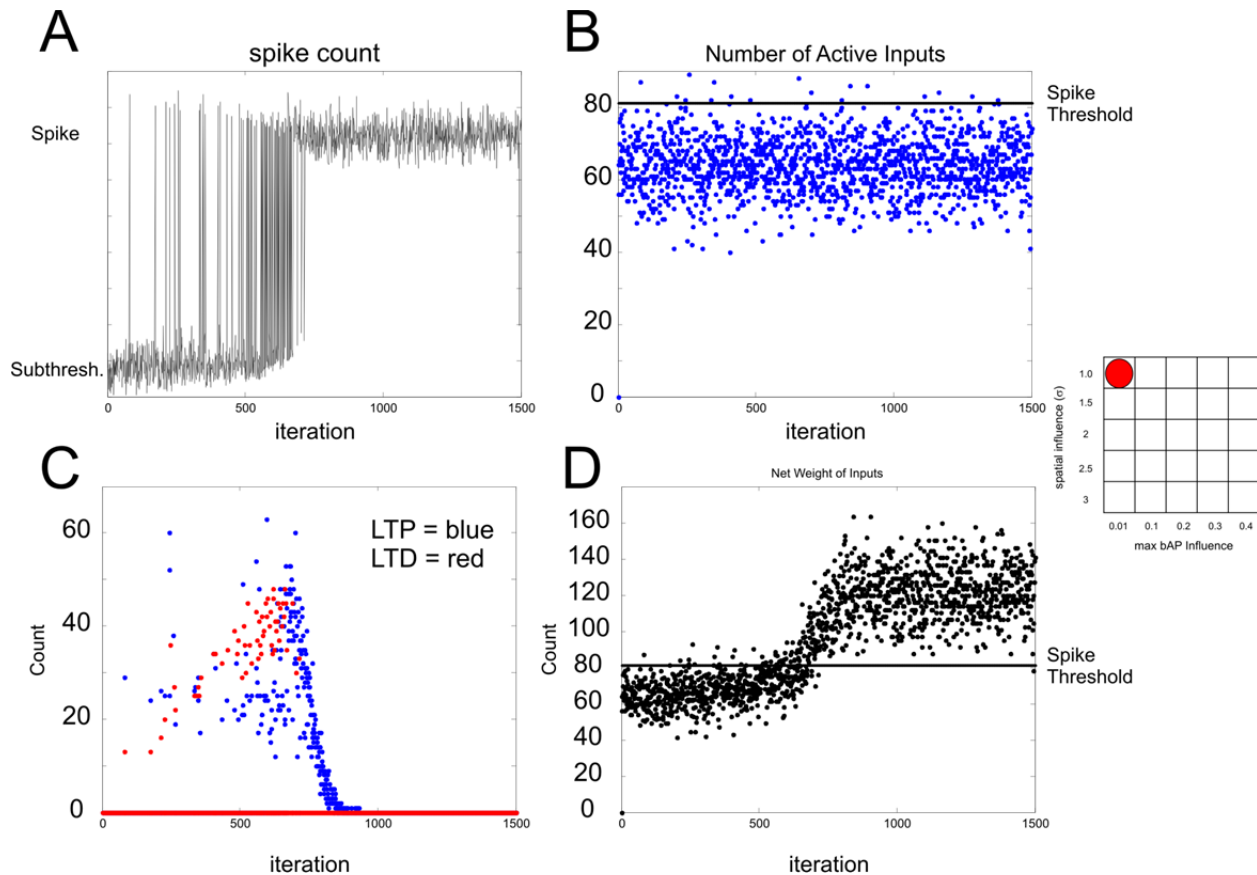 A
spike count
Spike
Subthresh.
0
500
1000
1500
iteration
B
Number of Active Inputs
80
60
40
20
0
Spike
Threshold
0
500
1000
1500
iteration
C
LTP = blue
LTD = red
Count
60
40
20
0
0
500
1000
1500
iteration
D
Net Weight of Inputs
Count
160
140
120
100
80
60
40
20
0
Spike
Threshold
0
500
1000
1500
iteration
spatial influence (σ)
1.0
1.5
2
2.5
3
0.01
0.1
0.2
0.3
0.4
max bAP Influence